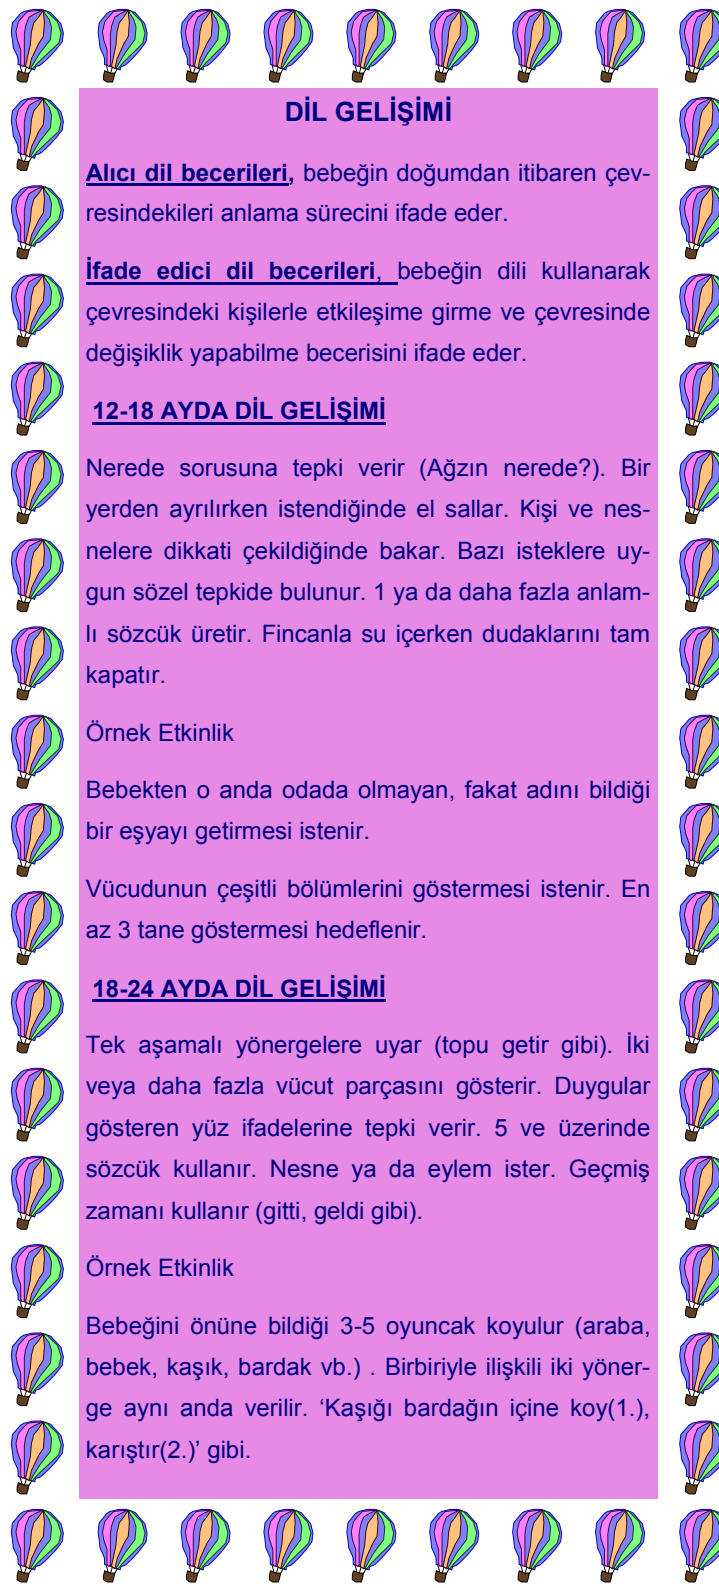 DİL GELİŞİMİ
Alıcı dil becerileri, bebeğin doğumdan itibaren çev-
resindekileri anlama sürecini ifade eder.
İfade edici dil becerileri, bebeğin dili kullanarak
çevresindeki kişilerle etkileşime girme ve çevresinde
değişiklik yapabilme becerisini ifade eder.
12-18 AYDA DİL GELİŞİMİ
Nerede sorusuna tepki verir (Ağzın nerede?). Bir
yerden ayrılırken istendiğinde el sallar. Kişi ve nes-
nelere dikkati çekildiğinde bakar. Bazı isteklere uy-
gun sözel tepkide bulunur. 1 ya da daha fazla anlam-
lı sözcük üretir. Fincanla su içerken dudaklarını tam
kapatır.
Örnek Etkinlik
Bebekten o anda odada olmayan, fakat adını bildiği
bir eşyayı getirmesi istenir.
Vücudunun çeşitli bölümlerini göstermesi istenir. En
az 3 tane göstermesi hedeflenir.
18-24 AYDA DİL GELİŞİMİ
Tek aşamalı yönergelere uyar (topu getir gibi). İki
veya daha fazla vücut parçasını gösterir. Duygular
gösteren yüz ifadelerine tepki verir. 5 ve üzerinde
sözcük kullanır. Nesne ya da eylem ister. Geçmiş
zamanı kullanır (gitti, geldi gibi).
Örnek Etkinlik
Bebeğini önüne bildiği 3-5 oyuncak koyulur (araba,
bebek, kaşık, bardak vb.) . Birbiriyle ilişkili iki yöner-
ge aynı anda verilir. ‘Kaşığı bardağın içine koy(1.),
karıştır(2.)’ gibi.